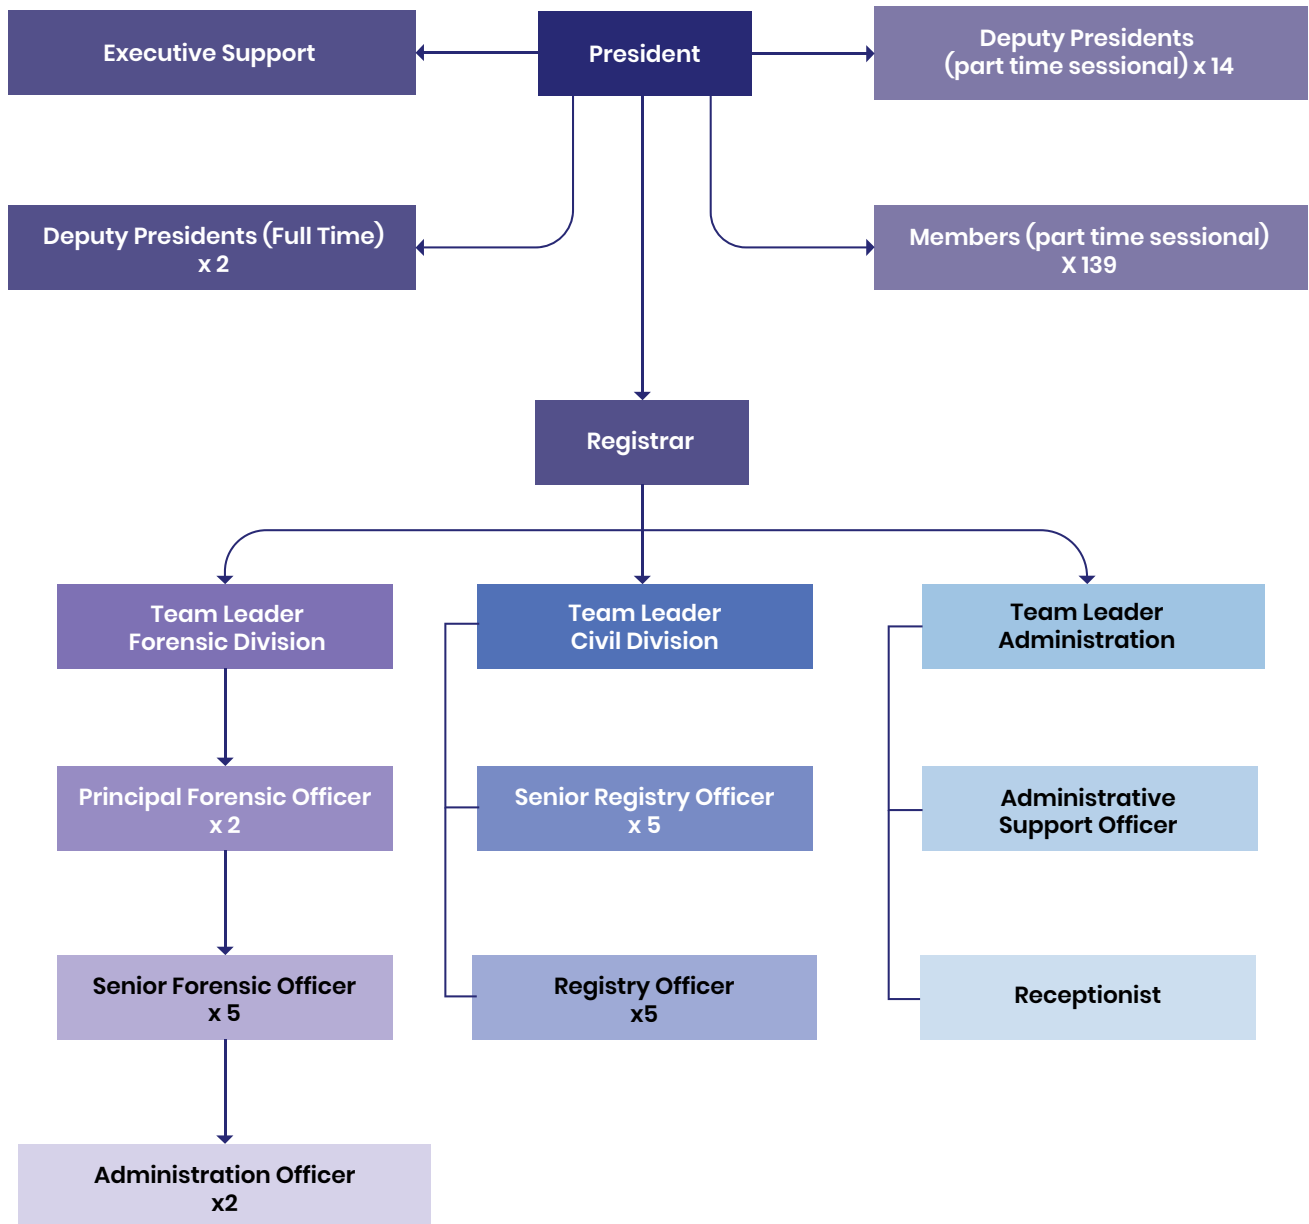 Executive Support
President
Deputy Presidents
(part time sessional) x 14
Deputy Presidents (Full Time)
x 2
Members (part time sessional)
X 139
Registrar
Team Leader
Forensic Division
Team Leader
Civil Division
Team Leader
Administration
Principal Forensic Officer
x 2
Senior Registry Officer
x 5
Administrative
Support Officer
Senior Forensic Officer
x 5
Registry Officer
x5
Receptionist
Administration Officer
x2